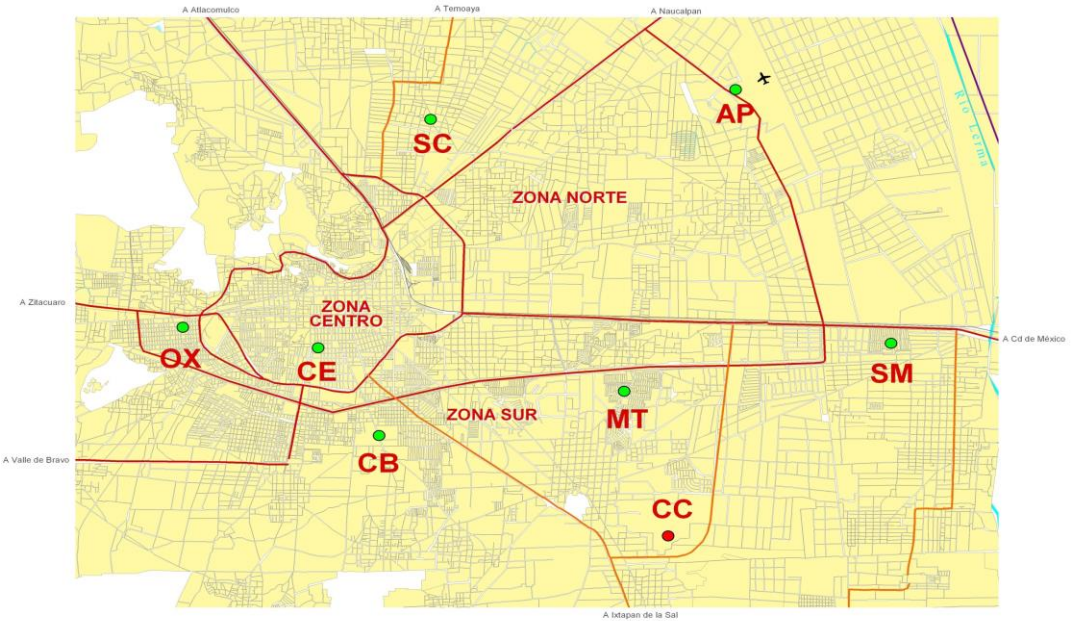 A Atlacomulco
A Temoaya
A Naucalpan
AP
Río Lerma
SC
ZONA NORTE
A Zitacuaro
ZONA
CENTRO
A Cd de México
OX
CE
SM
ZONA SUR
MT
A Valle de Bravo
CB
CC
A Ixtapan de la Sal